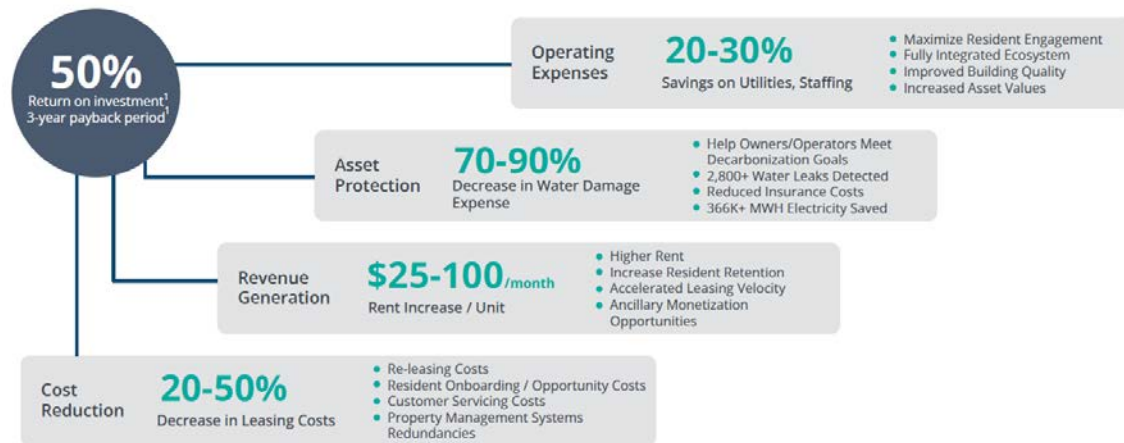 50%
Return on investment¹
3-year payback period¹
Operating
Expenses
20-30%
Savings on Utilities, Staffing
• Maximize Resident Engagement
• Fully Integrated Ecosystem
• Improved Building Quality
• Increased Asset Values
Asset
Protection
70-90%
Decrease in Water Damage
Expense
• Help Owners/Operators Meet
Decarbonization Goals
• 2,800+ Water Leaks Detected
• Reduced Insurance Costs
• 366K+ MWH Electricity Saved
Revenue
Generation
$25-100/month
Rent Increase / Unit
• Higher Rent
• Increase Resident Retention
• Accelerated Leasing Velocity
• Ancillary Monetization
Opportunities
Cost
Reduction
20-50%
Decrease in Leasing Costs
• Re-leasing Costs
• Resident Onboarding / Opportunity Costs
• Customer Servicing Costs
• Property Management Systems
Redundancies